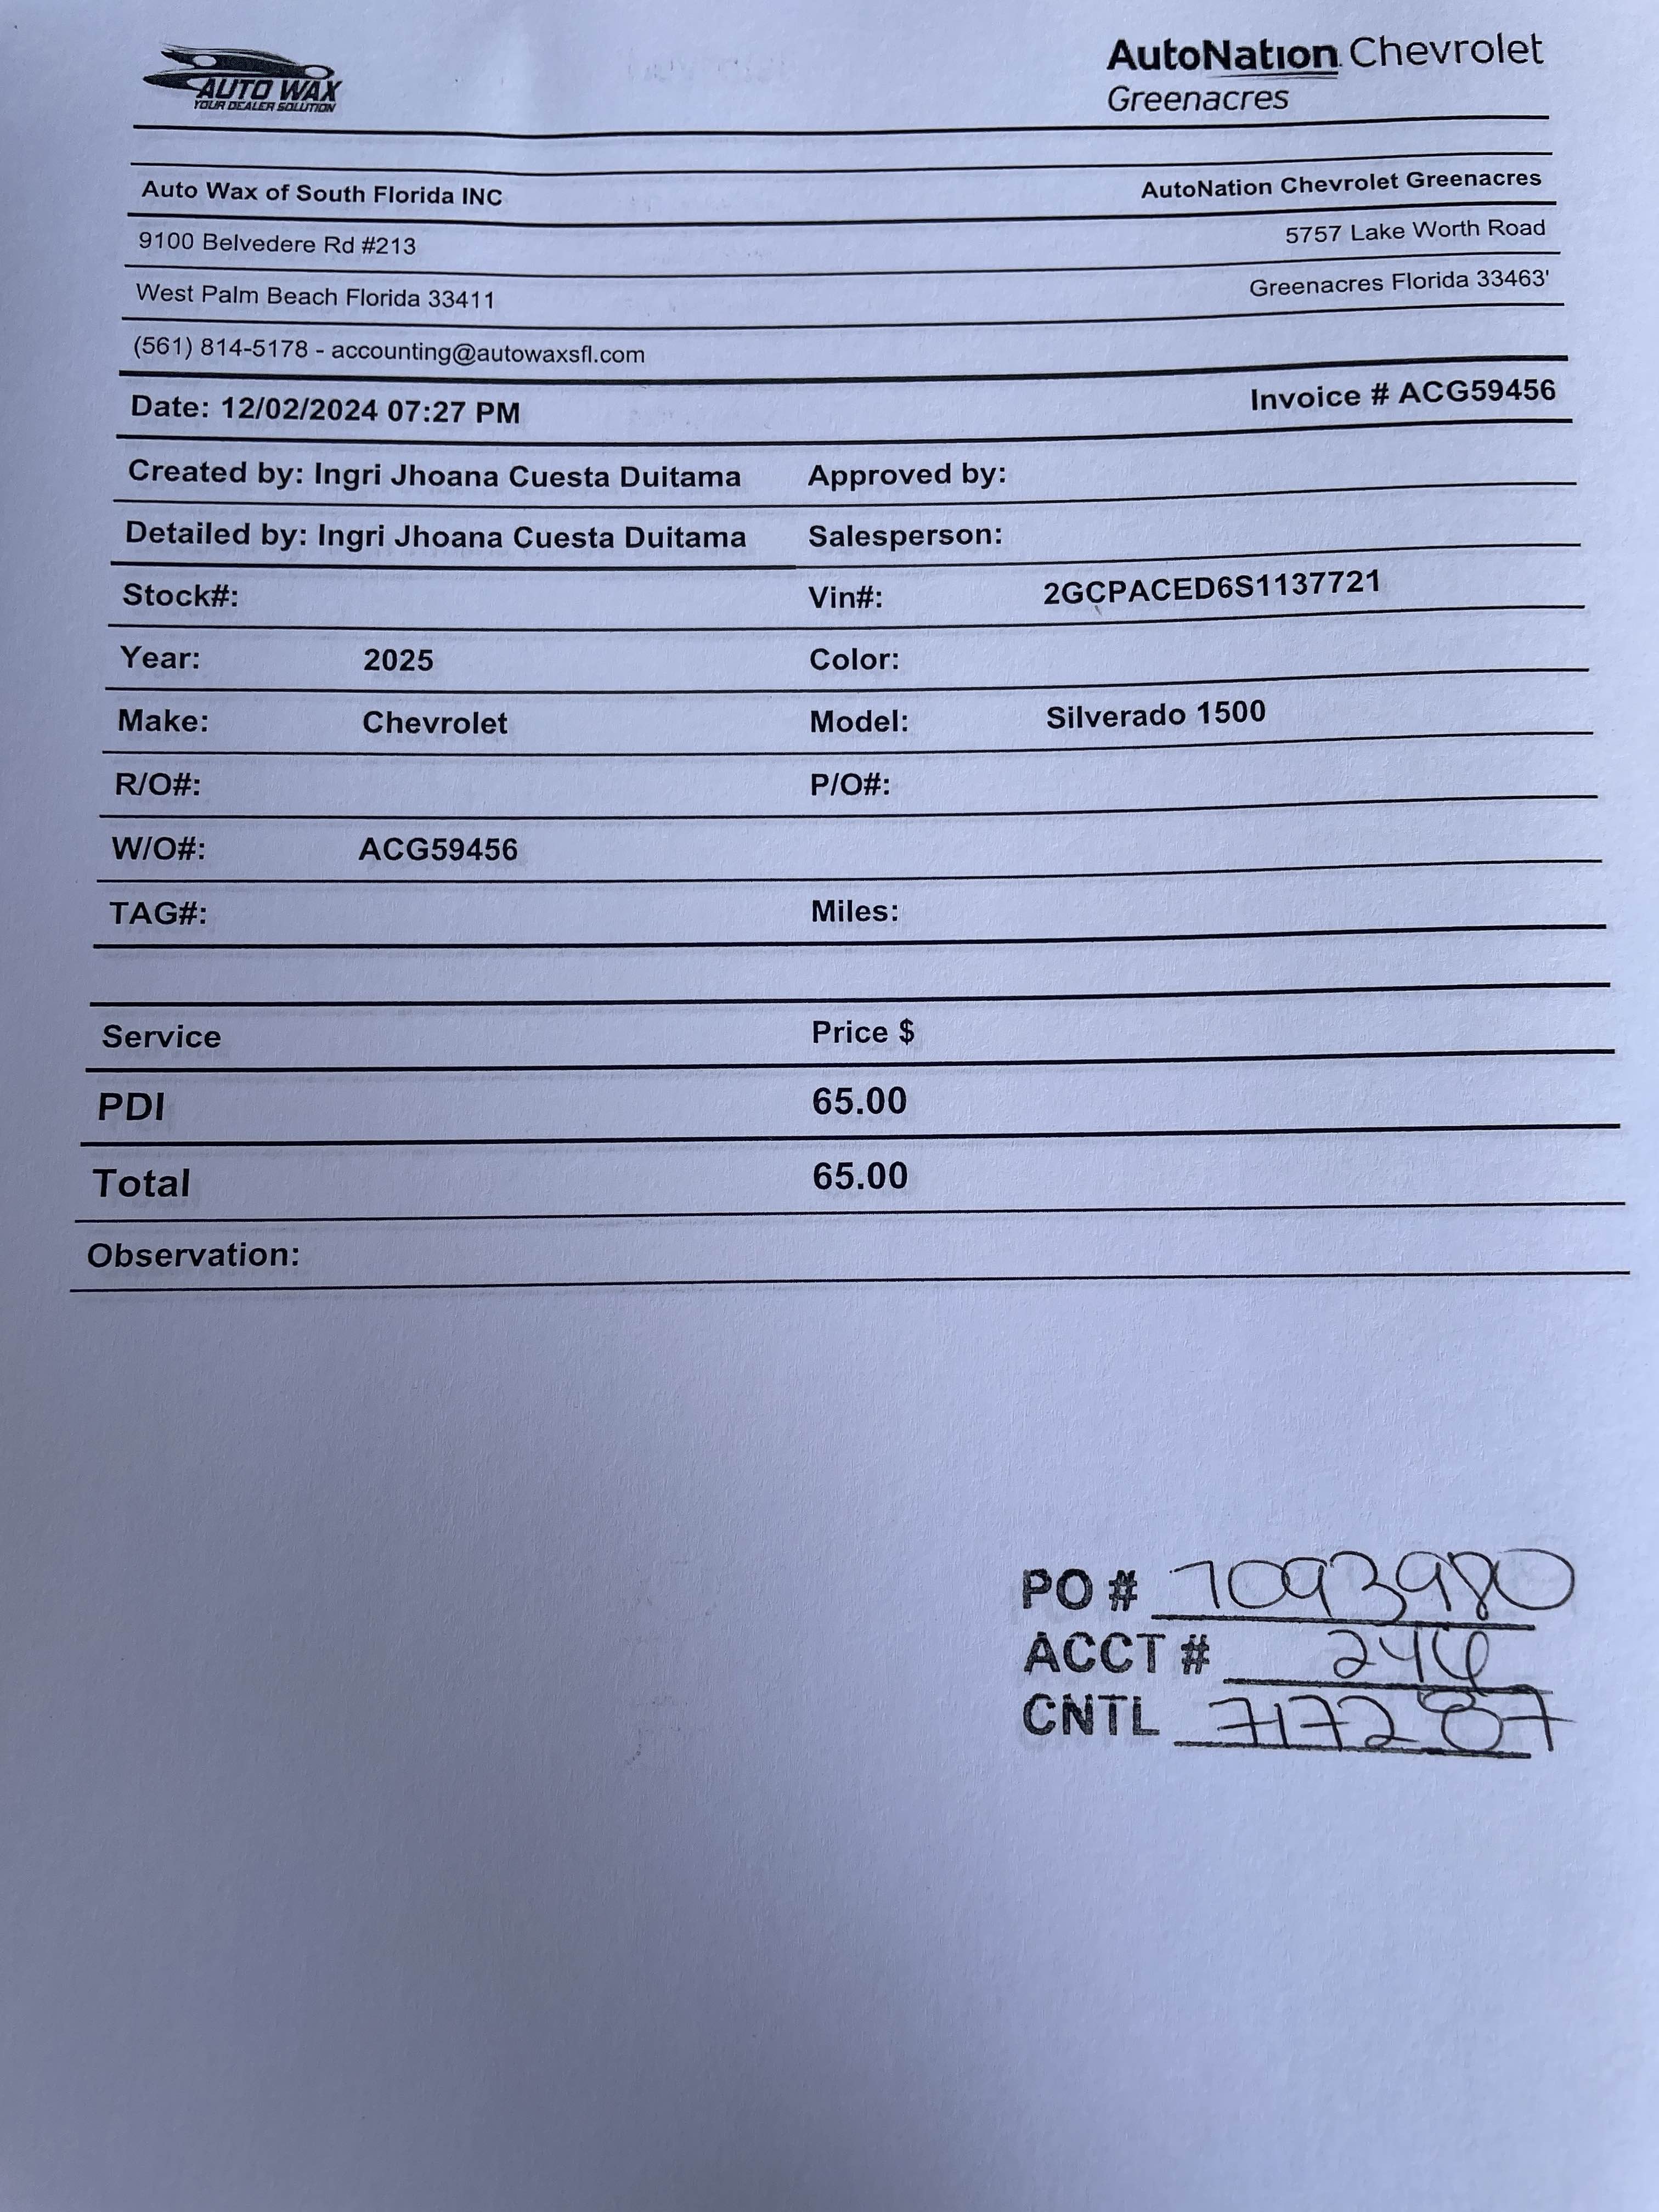 AUTO WAX
YOUR DEALER SOLUTION
AutoNation Chevrolet
Greenacres
Auto Wax of South Florida INC AutoNation Chevrolet Greenacres
9100 Belvedere Rd #213 5757 Lake Worth Road
West Palm Beach Florida 33411 Greenacres Florida 33463'
(561) 814-5178 - accounting@autowaxsfl.com
Date: 12/02/2024 07:27 PM Invoice # ACG59456
Created by: Ingri Jhoana Cuesta Duitama Approved by:
Detailed by: Ingri Jhoana Cuesta Duitama Salesperson:
Stock#: Vin#: 2GCPACED6S1137721
Year: 2025 Color:
Make: Chevrolet Model: Silverado 1500
R/O#: P/O#:
W/O#: ACG59456
TAG#: Miles:
Service Price $
PDI 65.00
Total 65.00
Observation:
PO # 7093980
ACCT # 246
CNTL 717287